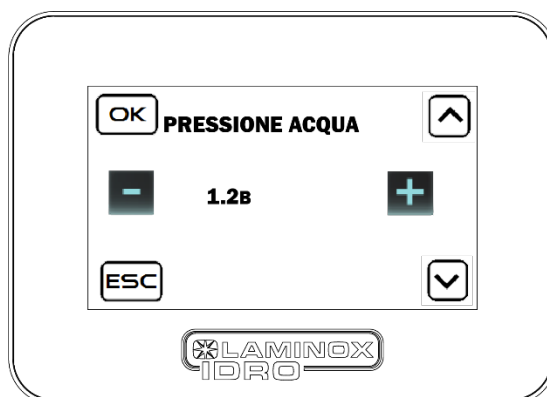 OK
PRESSIONE ACQUA
- 1.2B +
ESC
LAMINOX
IDRO